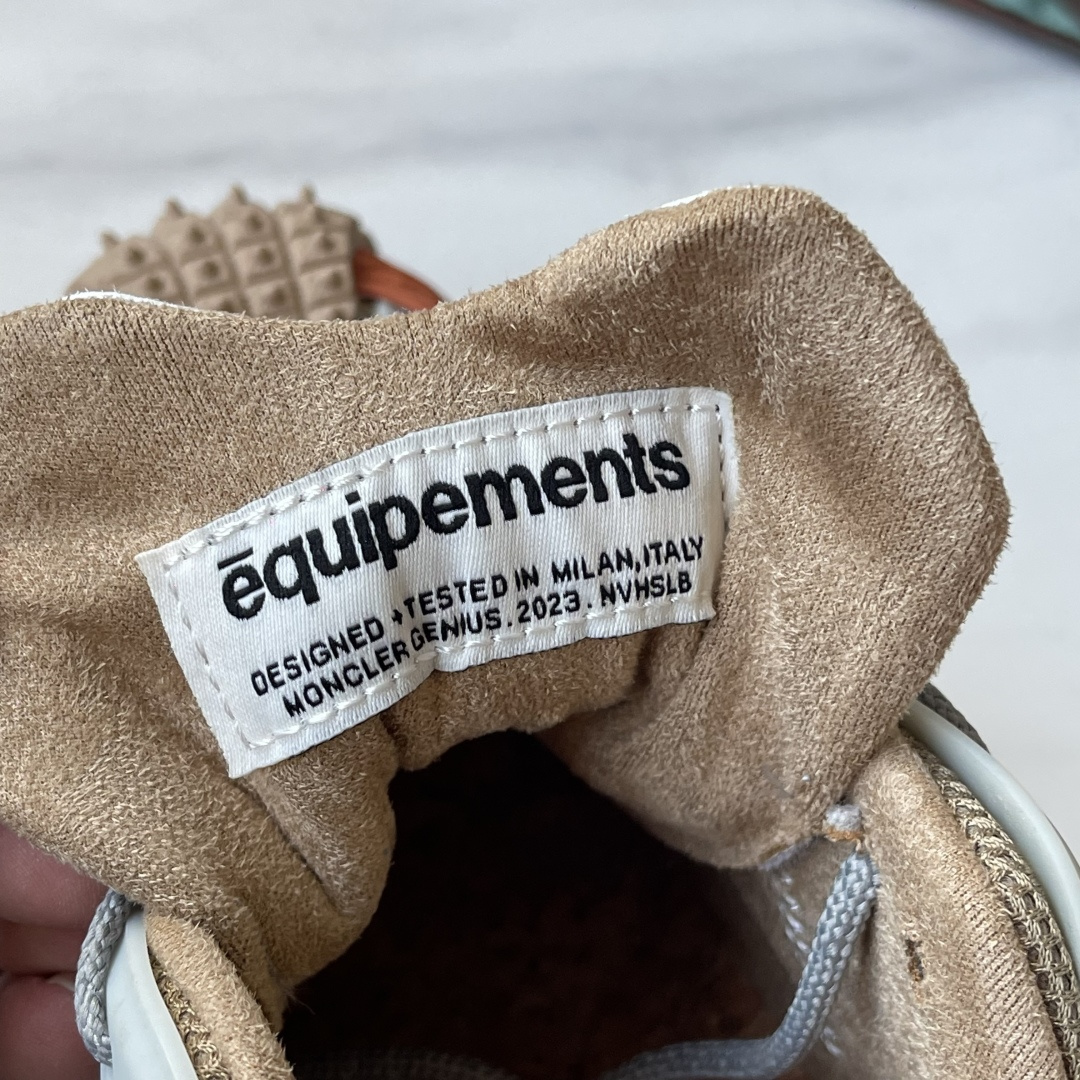 ēquipements
DESIGNED + TESTED IN MILAN, ITALY
MONCLER GENIUS. 2023. NVHSLB